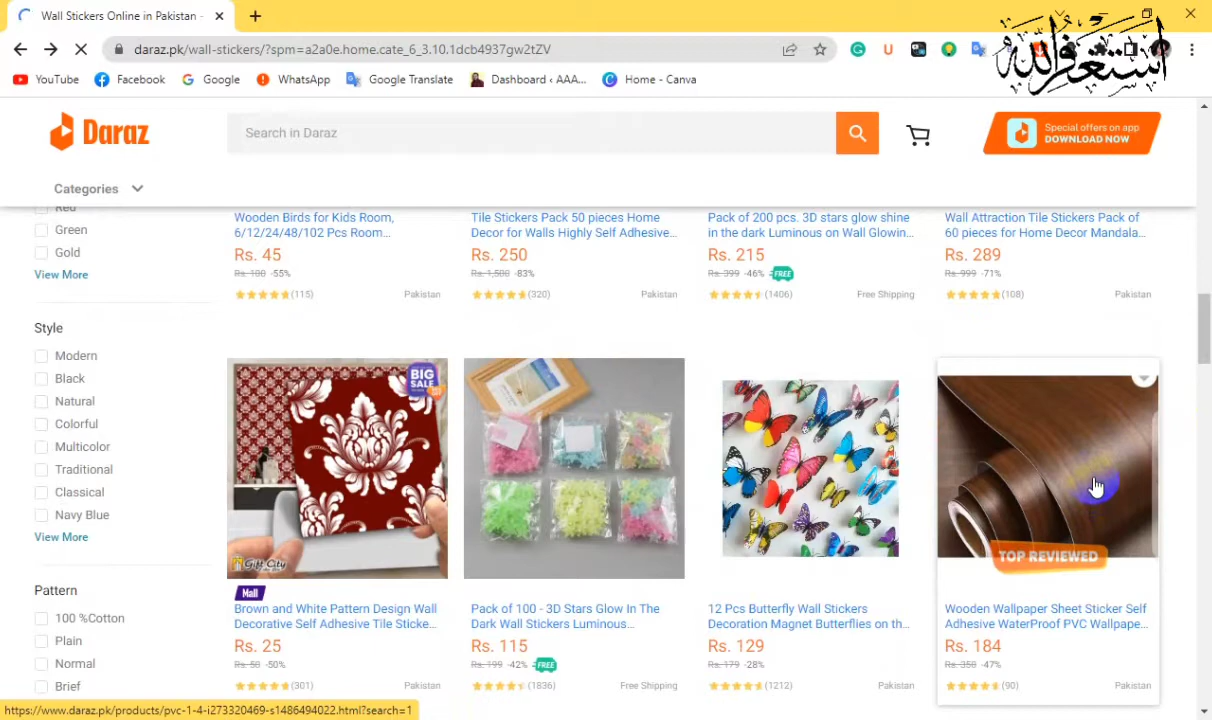 Wall Stickers Online in Pakistan -
daraz.pk/wall-stickers/?spm=a2a0e.home.cate_6_3.10.1dcb4937gw2tZV
أستغفر الله
YouTube
Facebook
Google
WhatsApp
Google Translate
Dashboard ‹ AAA...
Home - Canva
Daraz
Search in Daraz
Special offers on app
DOWNLOAD NOW
Categories
Red
Green
Gold
View More
Wooden Birds for Kids Room,
6/12/24/48/102 Pcs Room...
Rs. 45
Rs. 100 -55%
(115) Pakistan
Tile Stickers Pack 50 pieces Home
Decor for Walls Highly Self Adhesive...
Rs. 250
Rs. 1,500 -83%
(320) Pakistan
Pack of 200 pcs. 3D stars glow shine
in the dark Luminous on Wall Glowin...
Rs. 215
Rs. 399 -46% FREE
(1406) Free Shipping
Wall Attraction Tile Stickers Pack of
60 pieces for Home Decor Mandala...
Rs. 289
Rs. 999 -71%
(108) Pakistan
Style
Modern
Black
Natural
Colorful
Multicolor
Traditional
Classical
Navy Blue
View More
Pattern
100 %Cotton
Plain
Normal
Brief
BIG
SALE
Gift City
Mall
Brown and White Pattern Design Wall
Decorative Self Adhesive Tile Sticke...
Rs. 25
Rs. 50 -50%
(301) Pakistan
Pack of 100 - 3D Stars Glow In The
Dark Wall Stickers Luminous...
Rs. 115
Rs. 199 -42% FREE
(1836) Free Shipping
12 Pcs Butterfly Wall Stickers
Decoration Magnet Butterflies on th...
Rs. 129
Rs. 179 -28%
(1212) Pakistan
TOP REVIEWED
Wooden Wallpaper Sheet Sticker Self
Adhesive WaterProof PVC Wallpape...
Rs. 184
Rs. 350 -47%
(90) Pakistan
https://www.daraz.pk/products/pvc-1-4-i273320469-s1486494022.html?search=1